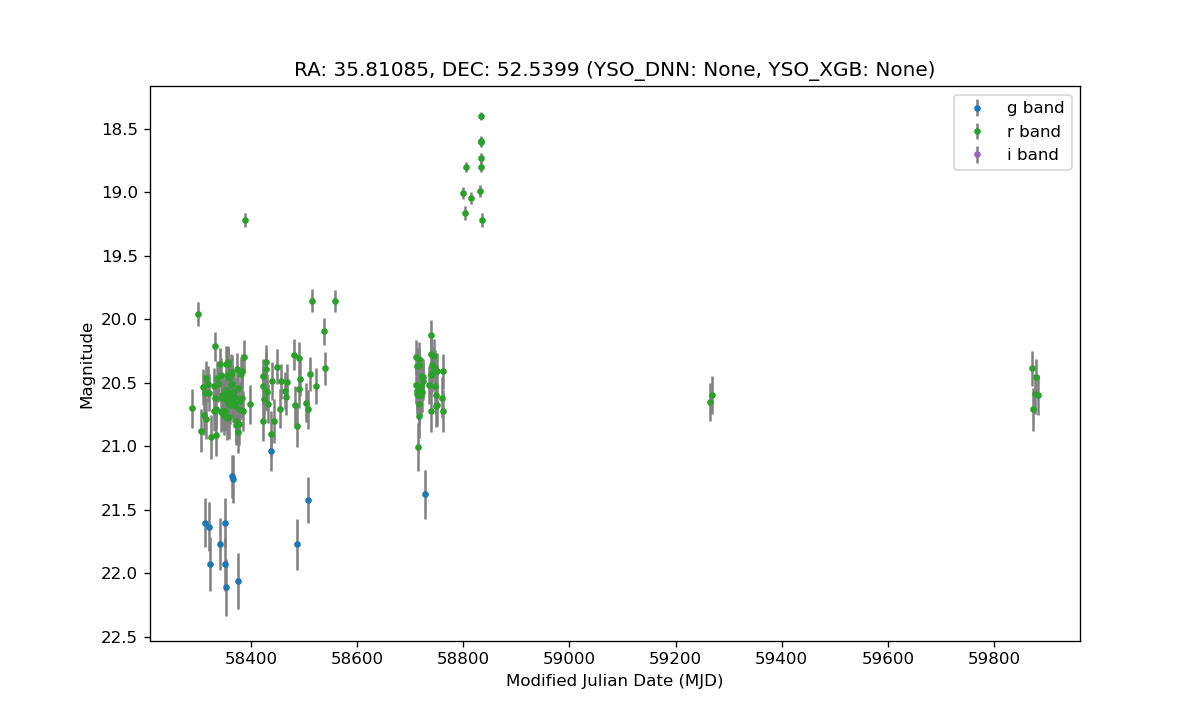 RA: 35.81085, DEC: 52.5399 (YSO_DNN: None, YSO_XGB: None)
g band
r band
i band
18.5
19.0
19.5
20.0
20.5
21.0
21.5
22.0
22.5
Magnitude
58400 58600 58800 59000 59200 59400 59600 59800
Modified Julian Date (MJD)